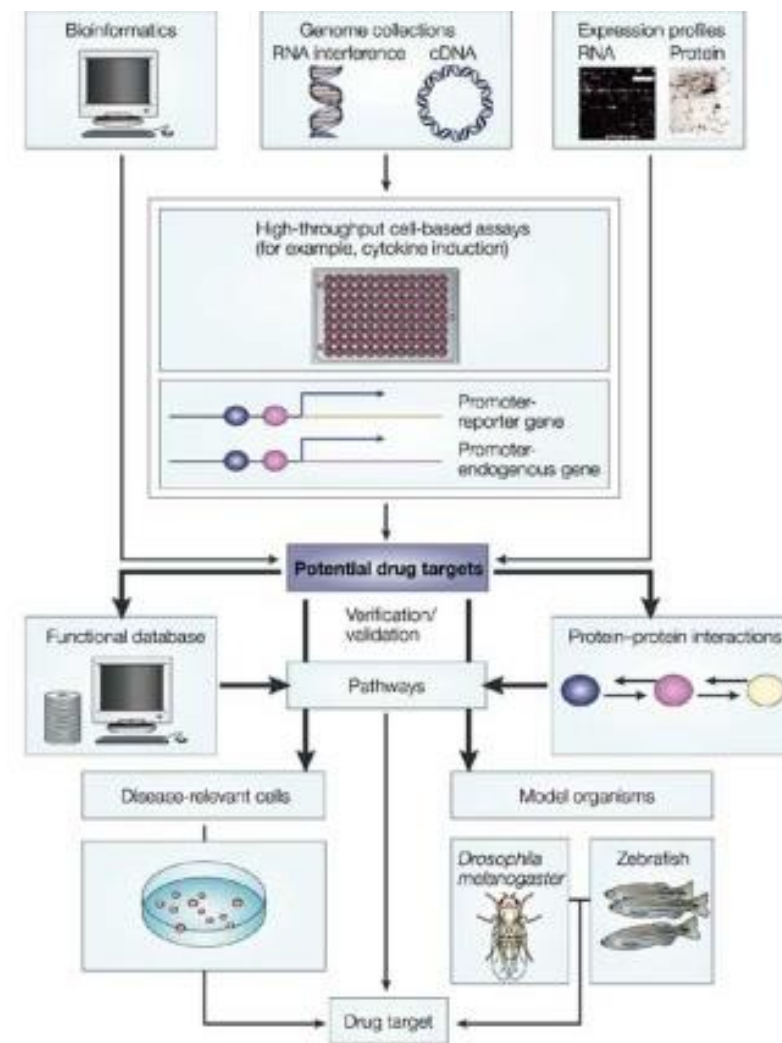 Bioinformatics
Genome collections
RNA interference
cDNA
Expression profiles
RNA
Protein
High-throughput cell-based assays
(for example, cytokine induction)
Promoter-
reporter gene
Promoter-
endogenous gene
Potential drug targets
Verification/
validation
Functional database
Protein–protein interactions
Pathways
Disease-relevant cells
Model organisms
Drosophila
melanogaster
Zebrafish
Drug target